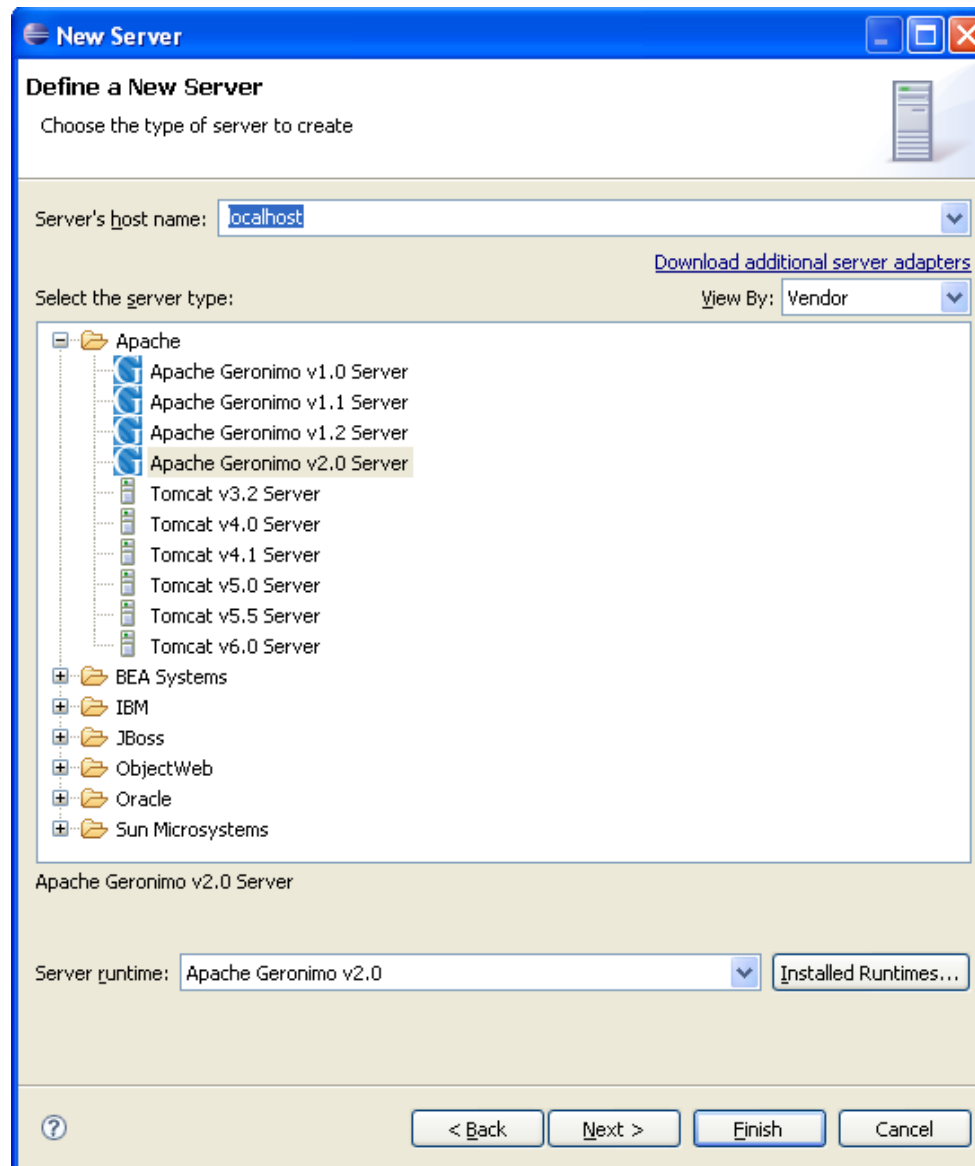 New Server
Define a New Server
Choose the type of server to create
Server's host name: localhost
Download additional server adapters
Select the server type: View By: Vendor
Apache
Apache Geronimo v1.0 Server
Apache Geronimo v1.1 Server
Apache Geronimo v1.2 Server
Apache Geronimo v2.0 Server
Tomcat v3.2 Server
Tomcat v4.0 Server
Tomcat v4.1 Server
Tomcat v5.0 Server
Tomcat v5.5 Server
Tomcat v6.0 Server
BEA Systems
IBM
JBoss
ObjectWeb
Oracle
Sun Microsystems
Apache Geronimo v2.0 Server
Server runtime: Apache Geronimo v2.0 Installed Runtimes...
? < Back Next > Finish Cancel